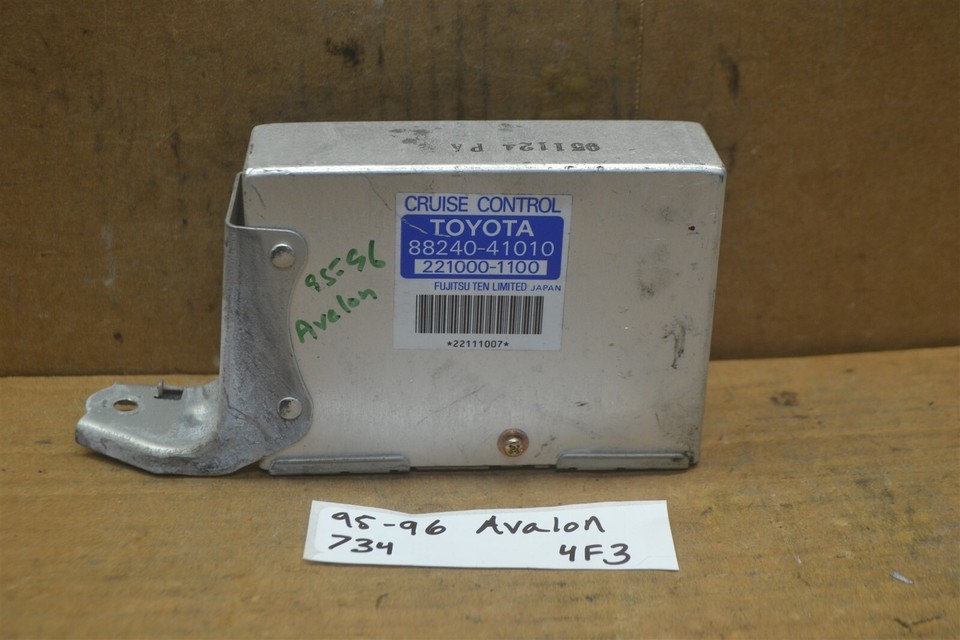 951124 PA
CRUISE CONTROL
TOYOTA
88240-41010
221000-1100
FUJITSU TEN LIMITED JAPAN
*22111007*
95-96
Avalon
95-96 Avalon
734 4F3